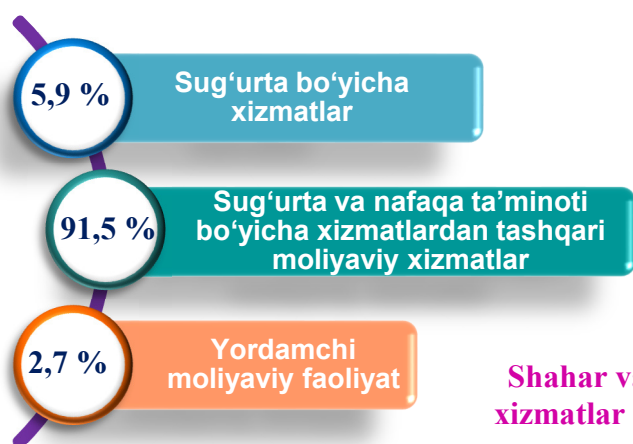 5,9 %
Sug‘urta bo‘yicha
xizmatlar
91,5 %
Sug‘urta va nafaqa ta’minoti
bo‘yicha xizmatlardan tashqari
moliyaviy xizmatlar
2,7 %
Yordamchi
moliyaviy faoliyat
Shahar
xizmatlar